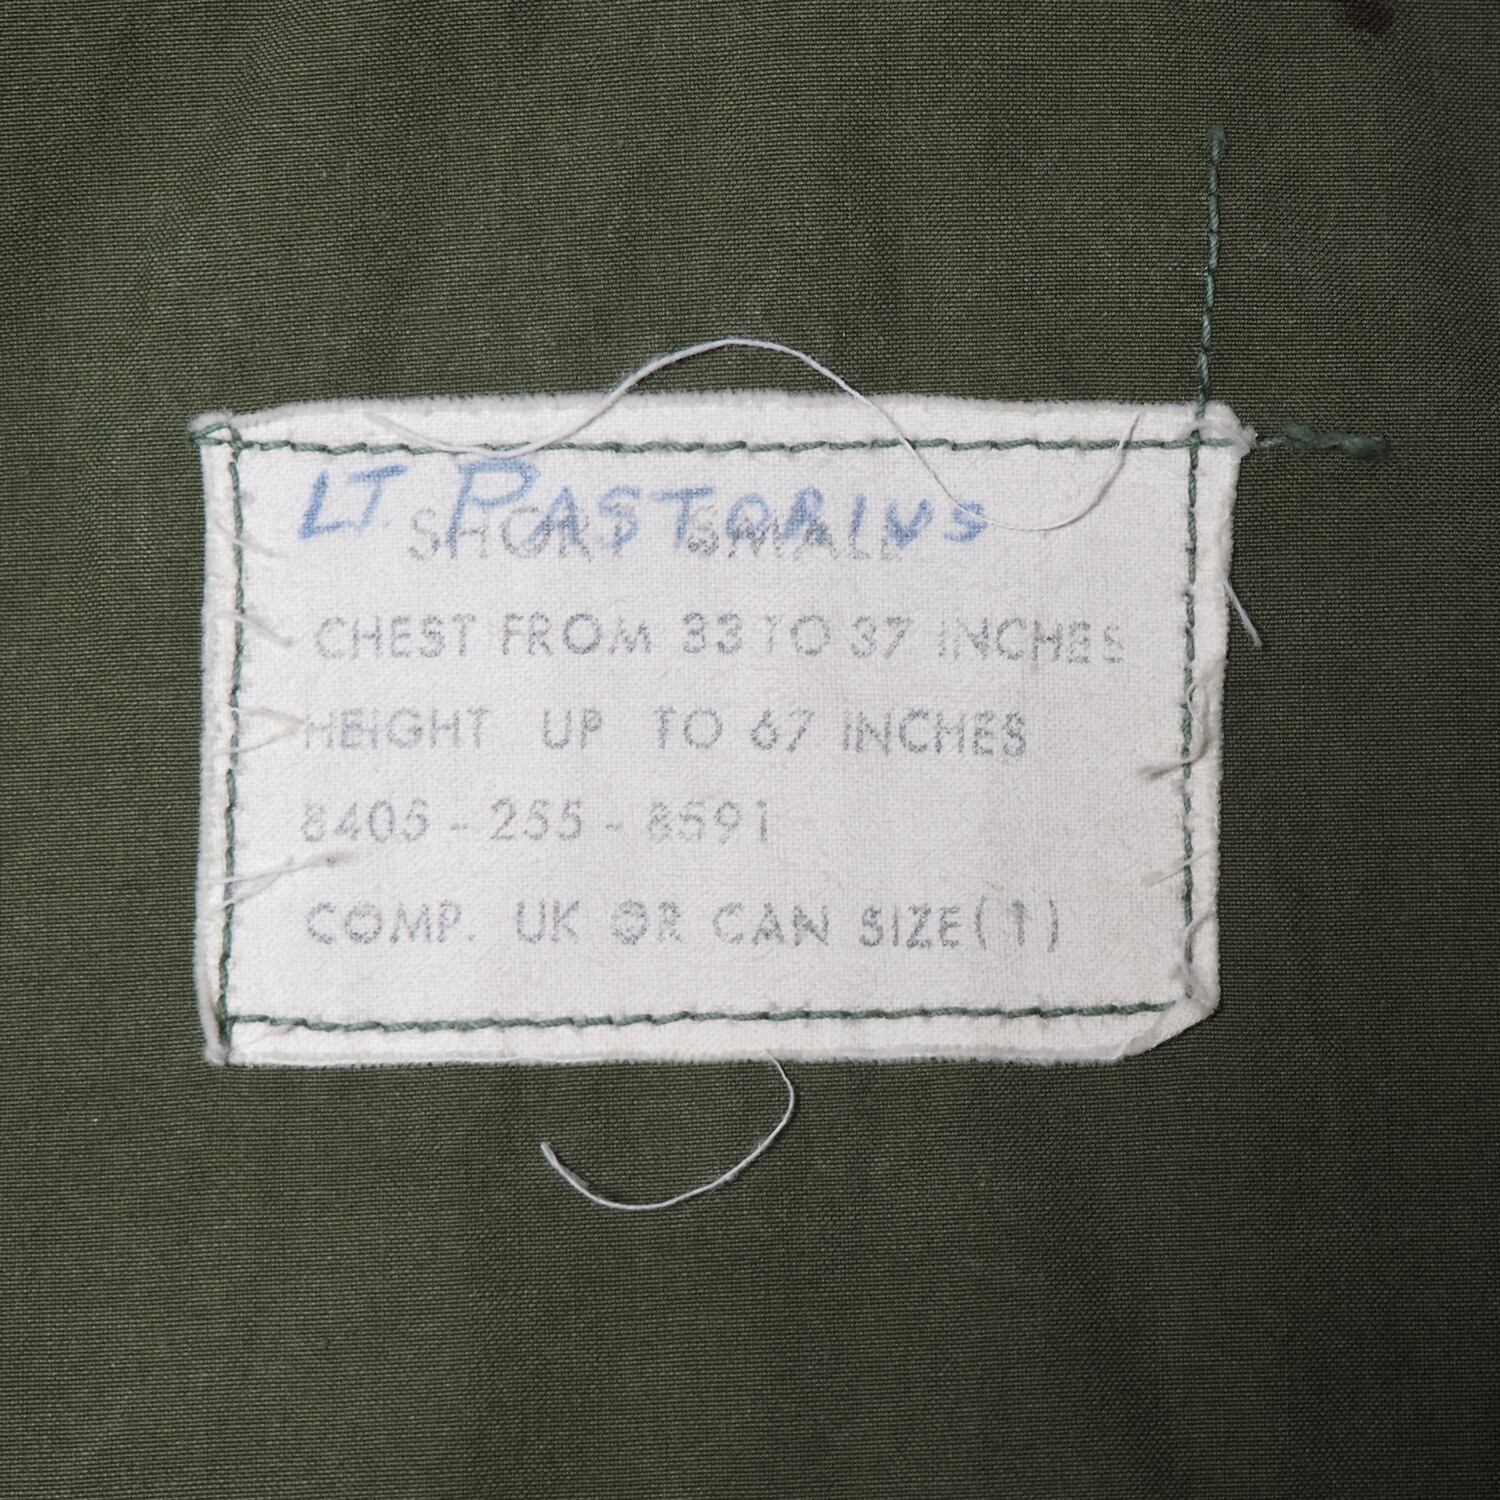 LT. PASTORIUS
SHORT SMALL
CHEST FROM 33 TO 37 INCHES
HEIGHT UP TO 67 INCHES
8405 - 255 - 8591
COMP. UK OR CAN SIZE (1)